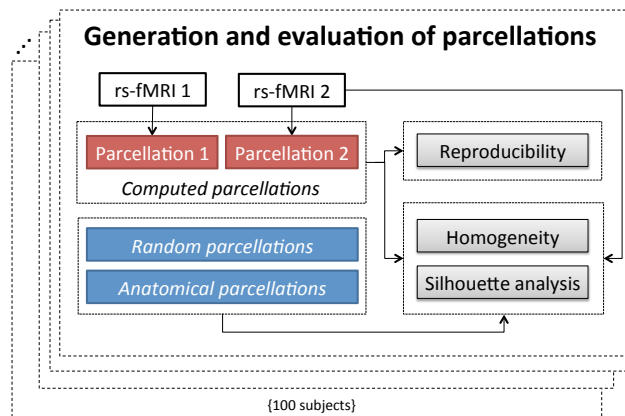 Generation and evaluation of parcellations
rs-fMRI 1
rs-fMRI 2
Parcellation 1
Parcellation 2
Computed parcellations
Reproducibility
Random parcellations
Anatomical parcellations
Homogeneity
Silhouette analysis
{100 subjects}